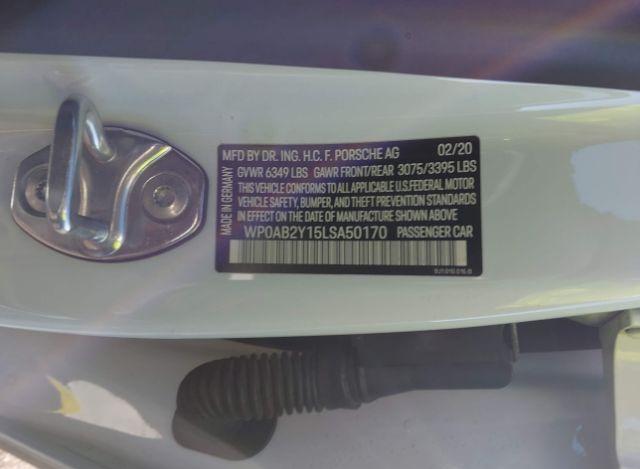 MFD BY DR. ING. H.C. F. PORSCHE AG 02/20
GVWR 6349 LBS GAWR FRONT/REAR 3075/3395 LBS
THIS VEHICLE CONFORMS TO ALL APPLICABLE U.S.FEDERAL MOTOR
VEHICLE SAFETY, BUMPER, AND THEFT PREVENTION STANDARDS
IN EFFECT ON THE DATE OF MANUFACTURE SHOWN ABOVE.
WP0AB2Y15LSA50170 PASSENGER CAR
MADE IN GERMANY